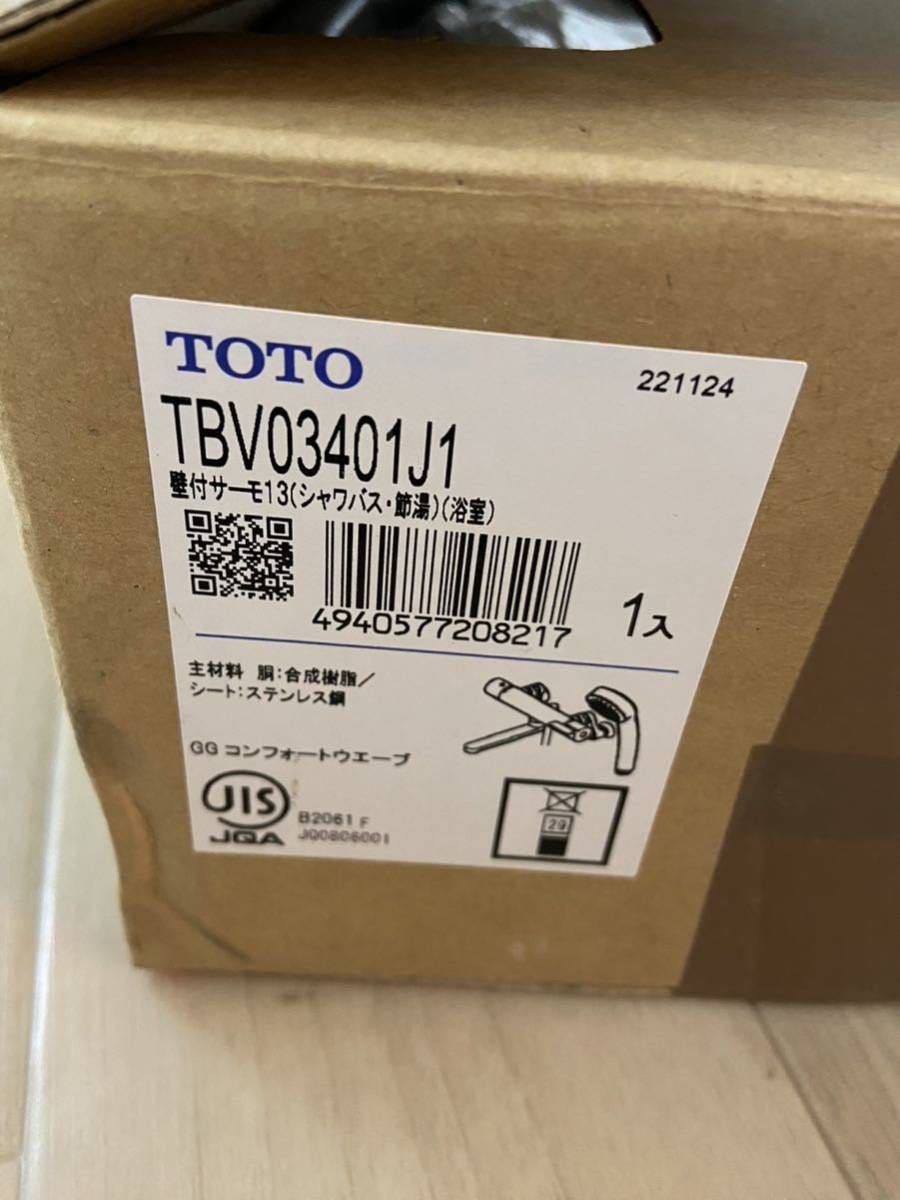 TOTO
221124
TBV03401J1
壁付サーモ13(シャワバス・節湯)(浴室)
4940577208217
1入
主材料 胴:合成樹脂/
シート:ステンレス鋼
GG コンフォートウエーブ
JIS
JQA
B2061 F
JQ0806001
29